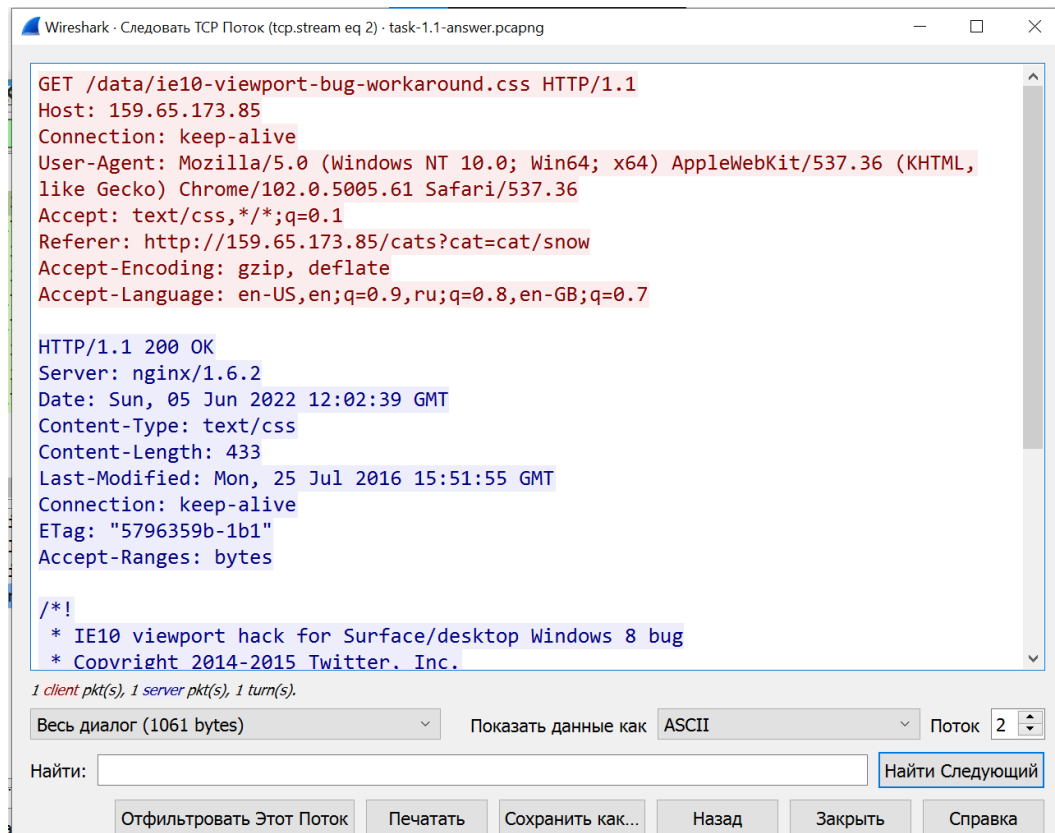 Wireshark · Следовать TCP Поток (tcp.stream eq 2) · task-1.1-answer.pcapng
GET /data/ie10-viewport-bug-workaround.css HTTP/1.1
Host: 159.65.173.85
Connection: keep-alive
User-Agent: Mozilla/5.0 (Windows NT 10.0; Win64; x64) AppleWebKit/537.36 (KHTML,
like Gecko) Chrome/102.0.5005.61 Safari/537.36
Accept: text/css,*/*;q=0.1
Referer: http://159.65.173.85/cats?cat=cat/snow
Accept-Encoding: gzip, deflate
Accept-Language: en-US,en;q=0.9,ru;q=0.8,en-GB;q=0.7
HTTP/1.1 200 OK
Server: nginx/1.6.2
Date: Sun, 05 Jun 2022 12:02:39 GMT
Content-Type: text/css
Content-Length: 433
Last-Modified: Mon, 25 Jul 2016 15:51:55 GMT
Connection: keep-alive
ETag: "5796359b-1b1"
Accept-Ranges: bytes
/*!
* IE10 viewport hack for Surface/desktop Windows 8 bug
* Copyright 2014-2015 Twitter, Inc.
1 client pkt(s), 1 server pkt(s), 1 turn(s).
Весь диалог (1061 bytes) Показать данные как ASCII Поток 2
Найти: Найти Следующий
Отфильтровать Этот Поток Печатать Сохранить как... Назад Закрыть Справка